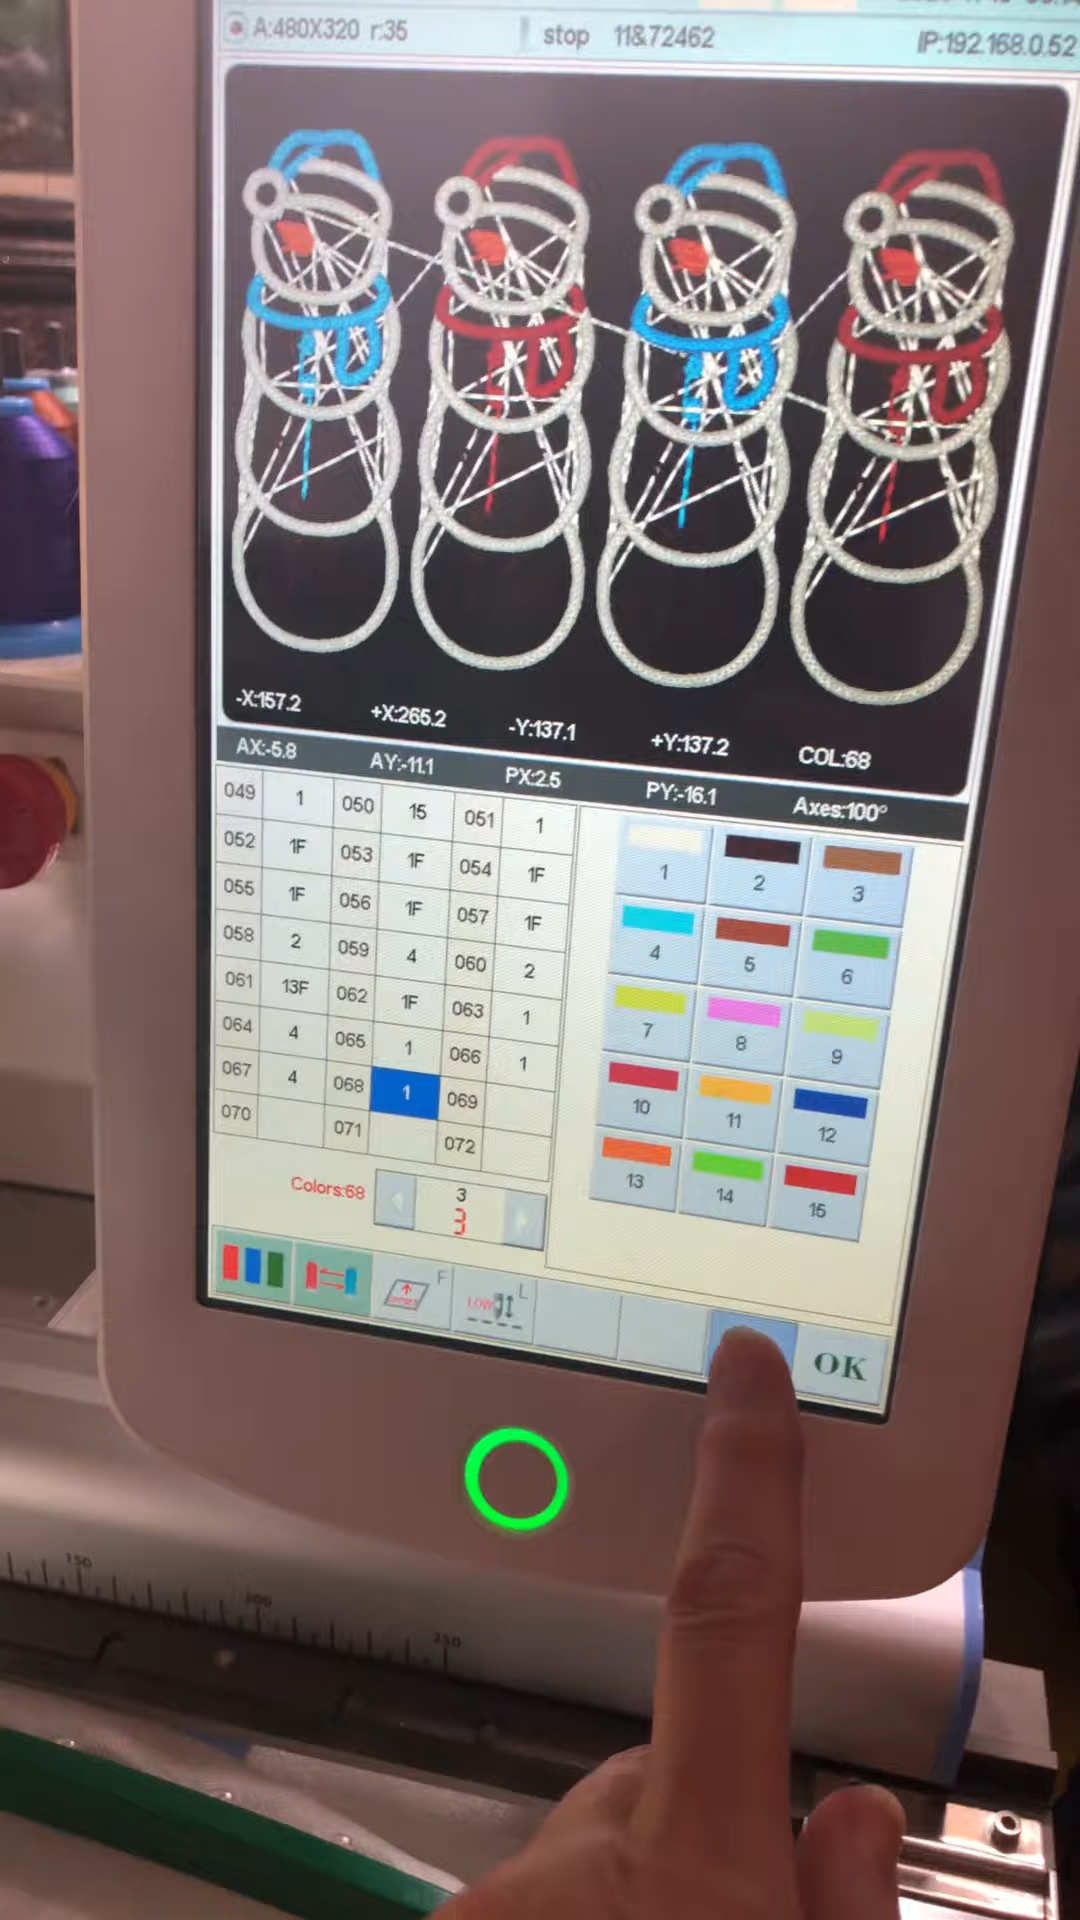 A:480X320 r:35 stop 11&72462 IP:192.168.0.52
-X:157.2 +X:265.2 -Y:137.1 +Y:137.2 COL:68
AX:-5.8 AY:-11.1 PX:2.5 PY:-16.1 Axes:100°
049 1 050 15 051 1
052 1F 053 1F 054 1F
055 1F 056 1F 057 1F
058 2 059 4 060 2
061 13F 062 1F 063 1
064 4 065 1 066 1
067 4 068 1 069
070 071 072
1 2 3
4 5 6
7 8 9
10 11 12
13 14 15
Colors:68 3
3
F
LOW L
OK
150
200
250